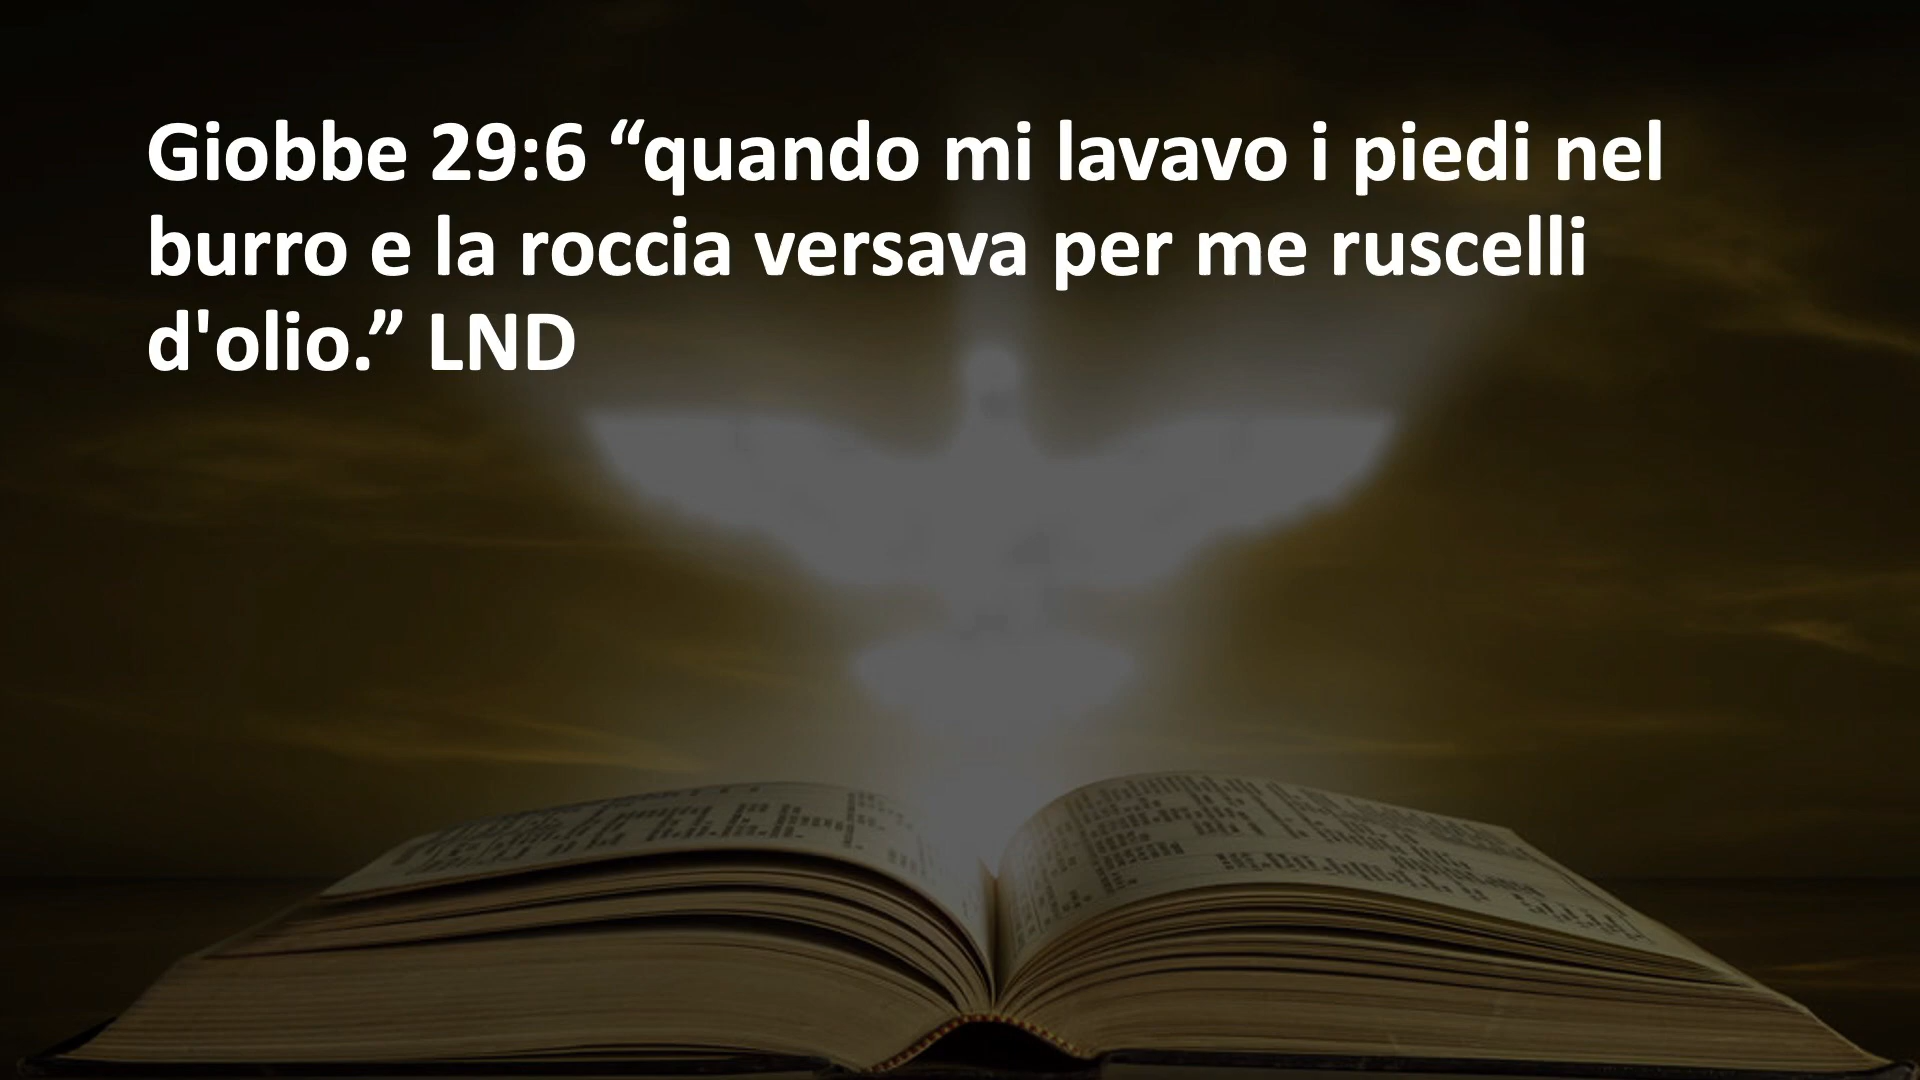 Giobbe 29:6 “quando mi lavavo i piedi nel
burro e la roccia versava per me ruscelli
d'olio.” LND